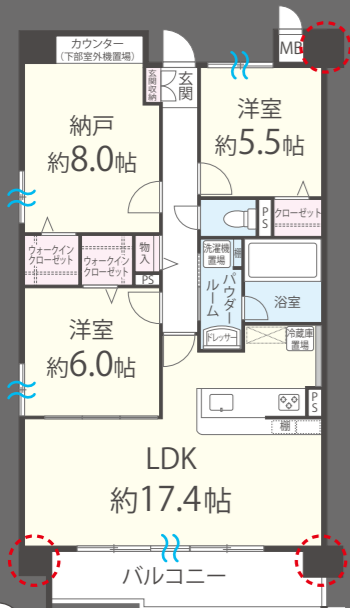 カウンター
(下部室外機置場)
玄関
収納
玄関
MB
納戸
約8.0帖
洋室
約5.5帖
PS
クローゼット
ウォークイン
クローゼット
ウォークイン
クローゼット
物入
PS
洗濯機
置場
棚
パウダー
ルーム
ドレッサー
浴室
洋室
約6.0帖
冷蔵庫
置場
PS
棚
LDK
約17.4帖
バルコニー